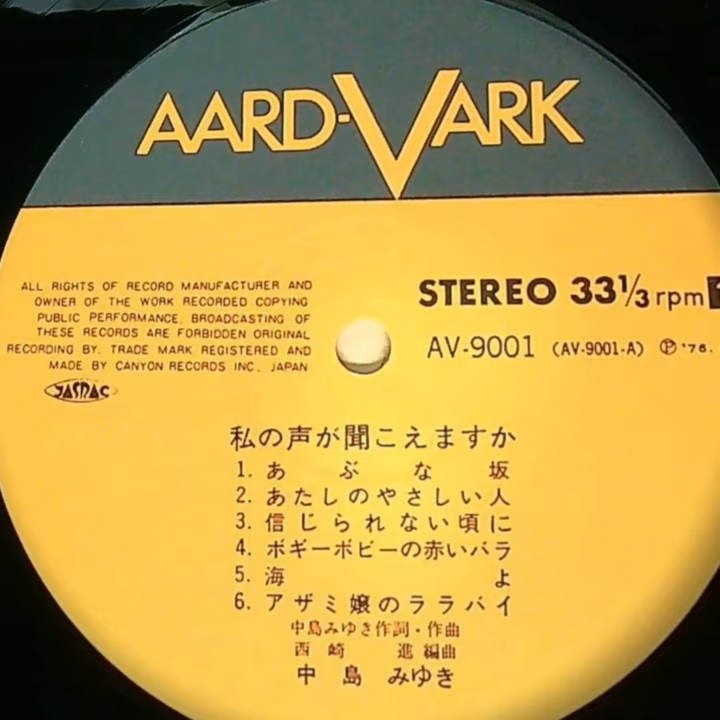 AARD-VARK
ALL RIGHTS OF RECORD MANUFACTURER AND
OWNER OF THE WORK RECORDED COPYING
PUBLIC PERFORMANCE, BROADCASTING OF
THESE RECORDS ARE FORBIDDEN ORIGINAL
RECORDING BY, TRADE MARK REGISTERED AND
MADE BY CANYON RECORDS INC., JAPAN
JASRAC
STEREO 33⅓ rpm
AV-9001 (AV-9001-A) Ⓟ'76.
私の声が聞こえますか
1. あぶな坂
2. あたしのやさしい人
3. 信じられない頃に
4. ボギーボビーの赤いバラ
5. 海よ
6. アザミ嬢のララバイ
中島みゆき作詞・作曲
西崎 進 編曲
中島 みゆき